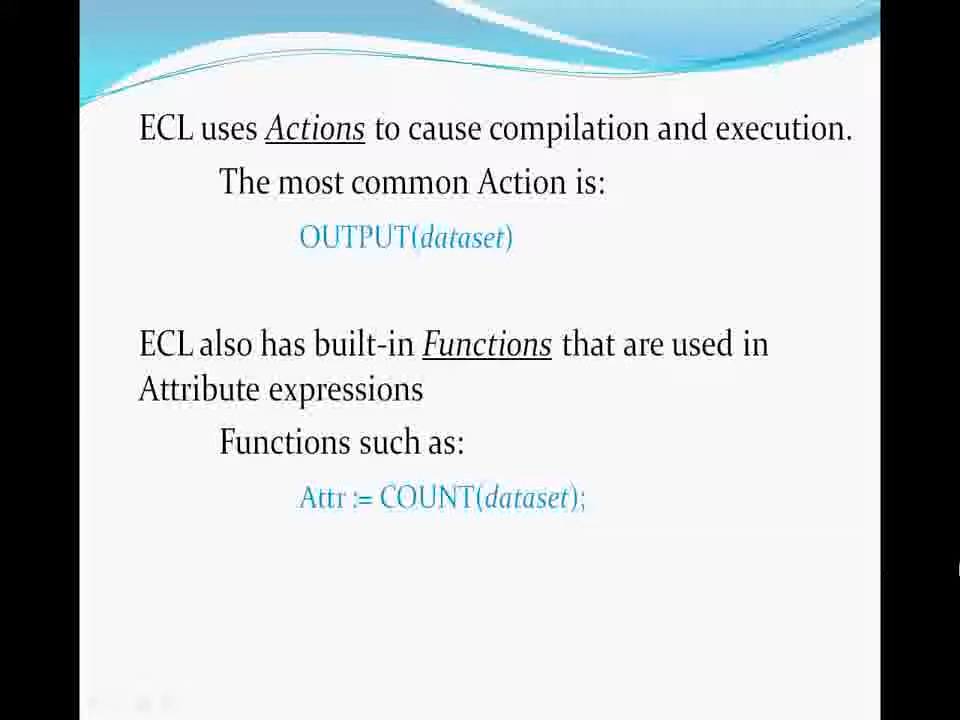 ECL uses Actions to cause compilation and execution.
The most common Action is:
OUTPUT(dataset)
ECL also has built-in Functions that are used in
Attribute expressions
Functions such as:
Attr := COUNT(dataset);